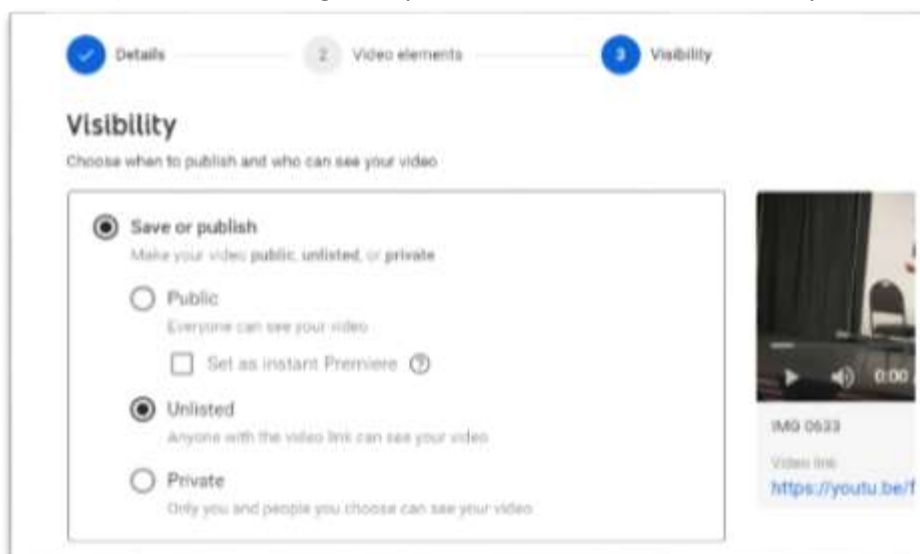 Details
2 Video elements
3 Visibility
Visibility
Choose when to publish and who can see your video
Save or publish
Make your video public, unlisted, or private
Public
Everyone can see your video
Set as instant Premiere ?
Unlisted
Anyone with the video link can see your video
Private
Only you and people you choose can see your video
0:00
IMG 0633
Video link
https://youtu.be/f